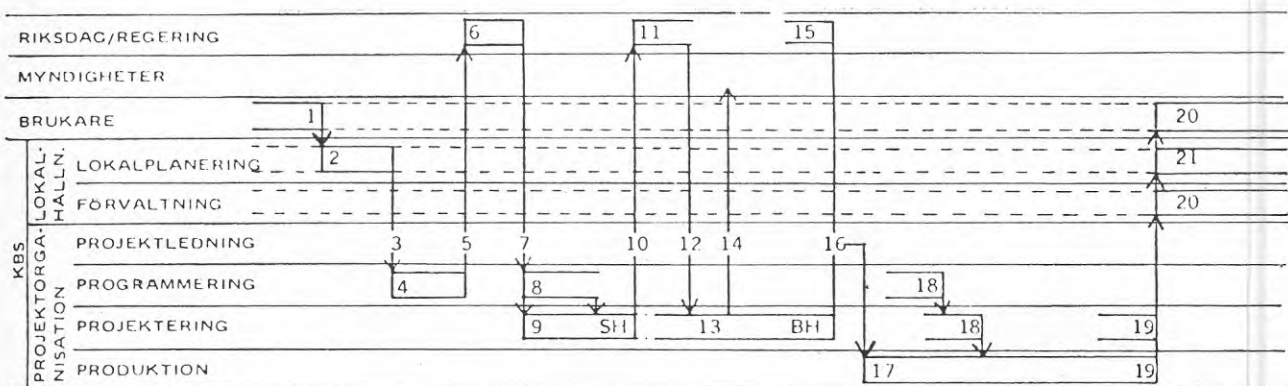 RIKSDAG/REGERING 6 11 15
MYNDIGHETER
BRUKARE 1 20
KBS
LOKAL-
HÅLLN.
LOKALPLANERING 2 21
FÖRVALTNING 20
PROJEKTORGA-
NISATION
PROJEKTLEDNING 3 5 7 10 12 14 16
PROGRAMMERING 4 8 18
PROJEKTERING 9 SH 13 BH 18 19
PRODUKTION 17 19